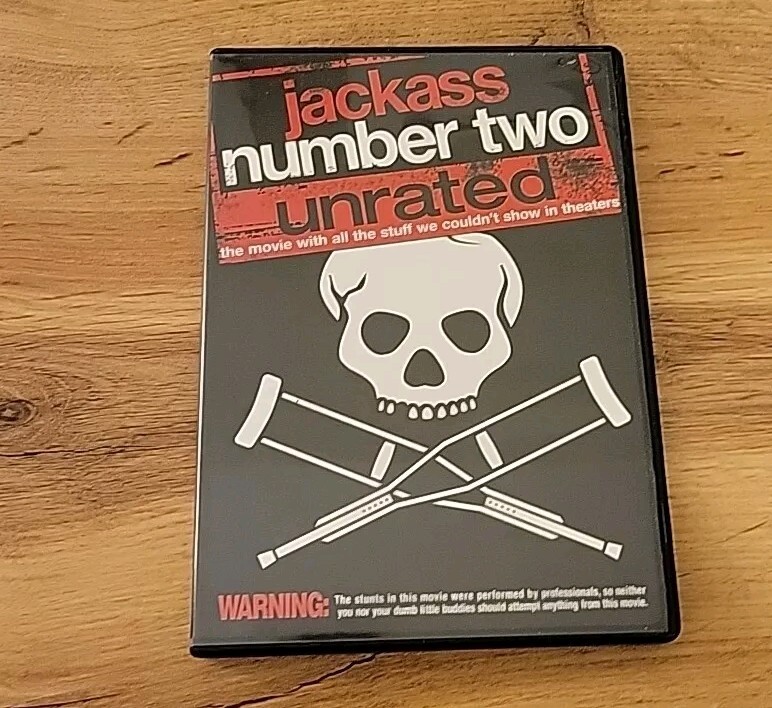 jackass
number two
unrated
the movie with all the stuff we couldn't show in theaters
WARNING: The stunts in this movie were performed by professionals, so neither
you nor your dumb little buddies should attempt anything from this movie.